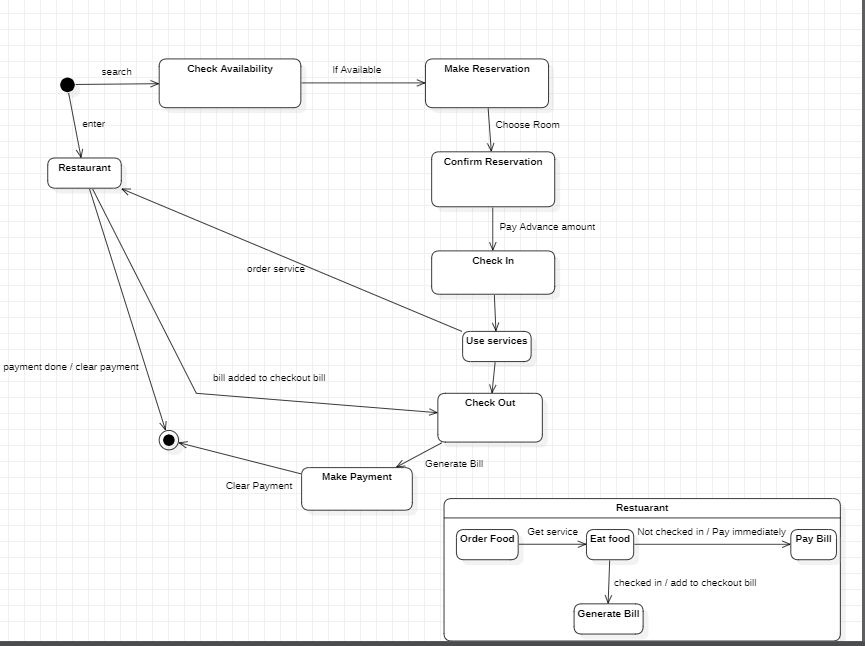 search
Check Availability
If Available
Make Reservation
enter
Choose Room
Restaurant
Confirm Reservation
Pay Advance amount
order service
Check In
Use services
payment done / clear payment
bill added to checkout bill
Check Out
Generate Bill
Make Payment
Clear Payment
Restuarant
Order Food
Get service
Eat food
Not checked in / Pay immediately
Pay Bill
checked in / add to checkout bill
Generate Bill